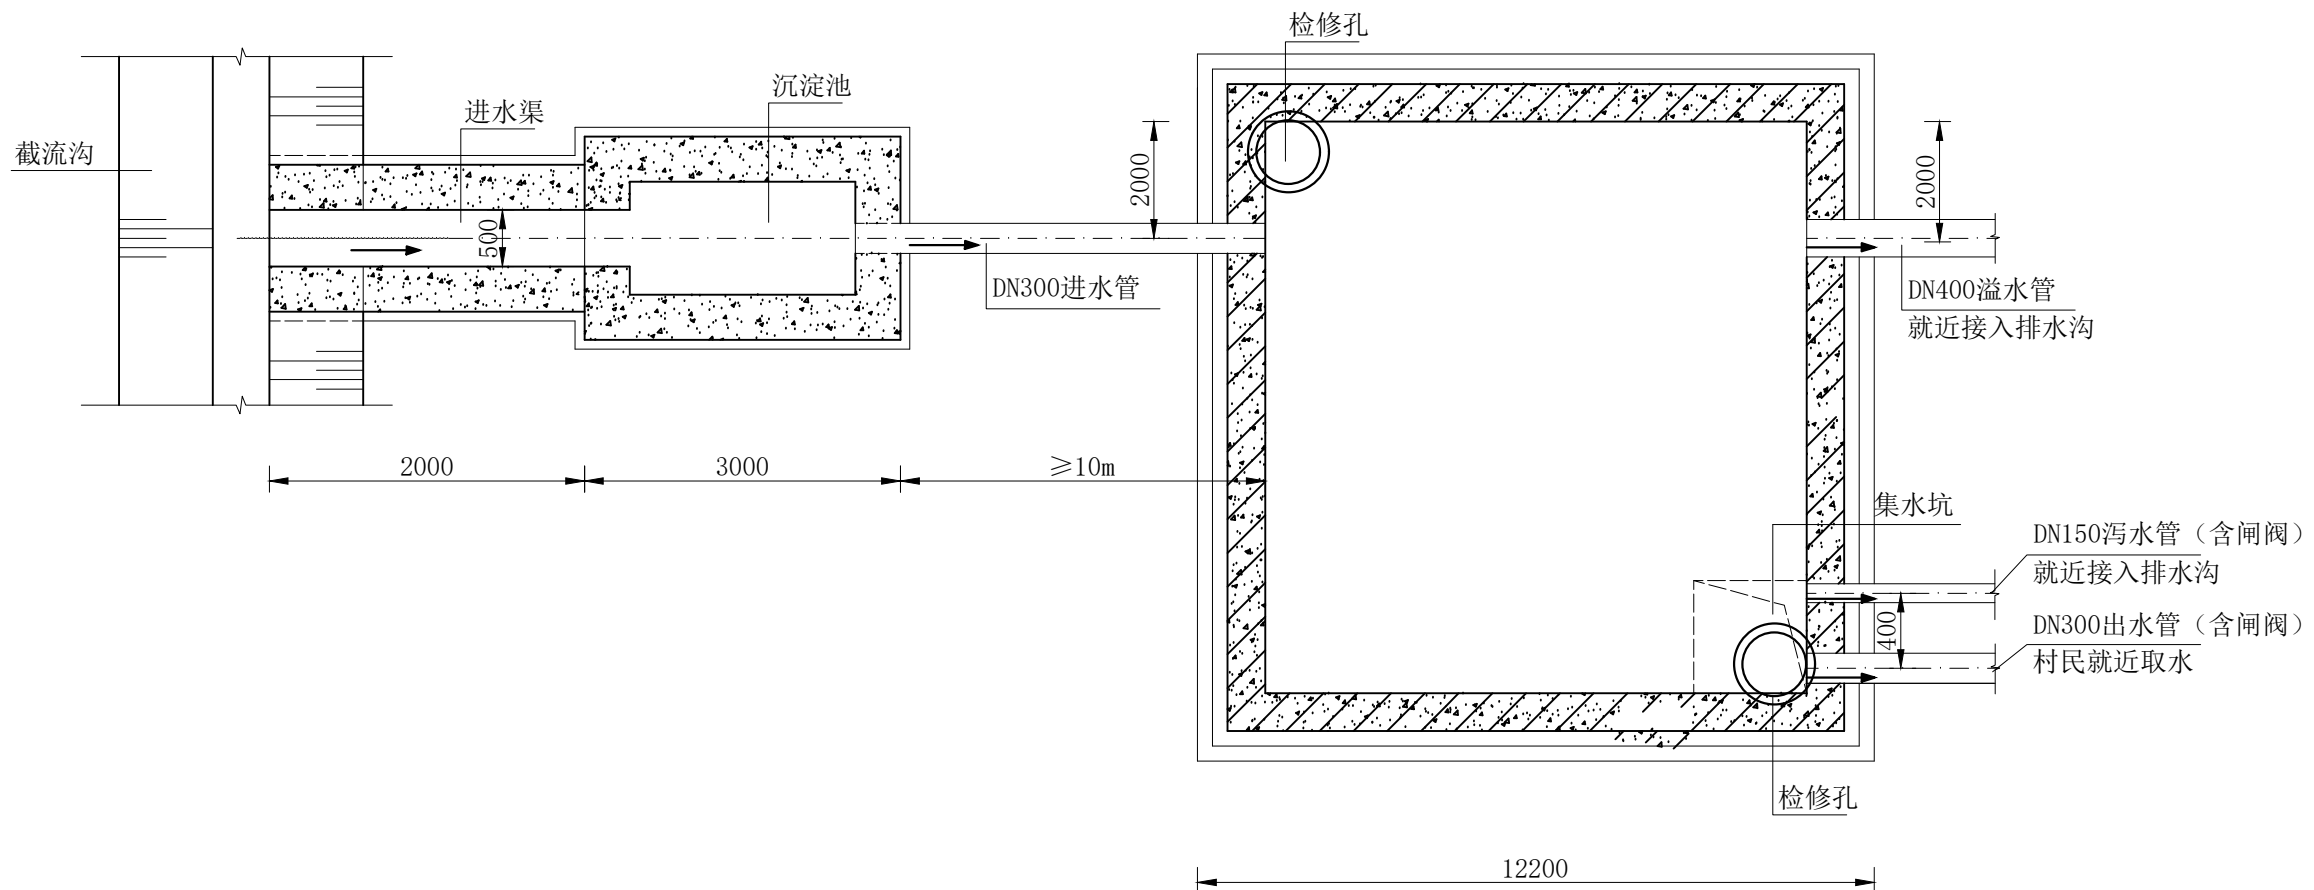 检修孔
沉淀池
进水渠
截流沟
500
2000
2000
DN300进水管
DN400溢水管
就近接入排水沟
2000
3000
≥10m
集水坑
DN150泻水管（含闸阀）
就近接入排水沟
400
DN300出水管（含闸阀）
村民就近取水
检修孔
12200